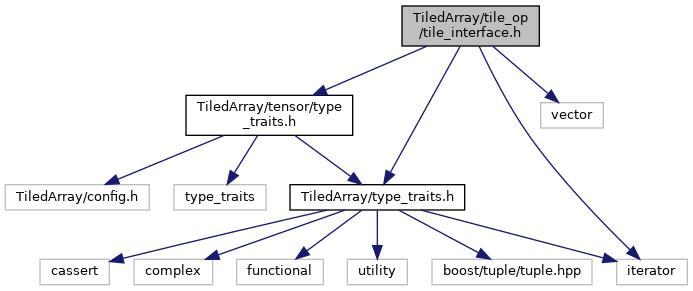 TiledArray/tile_op
/tile_interface.h
TiledArray/tensor/type
_traits.h
vector
TiledArray/config.h
type_traits
TiledArray/type_traits.h
cassert
complex
functional
utility
boost/tuple/tuple.hpp
iterator